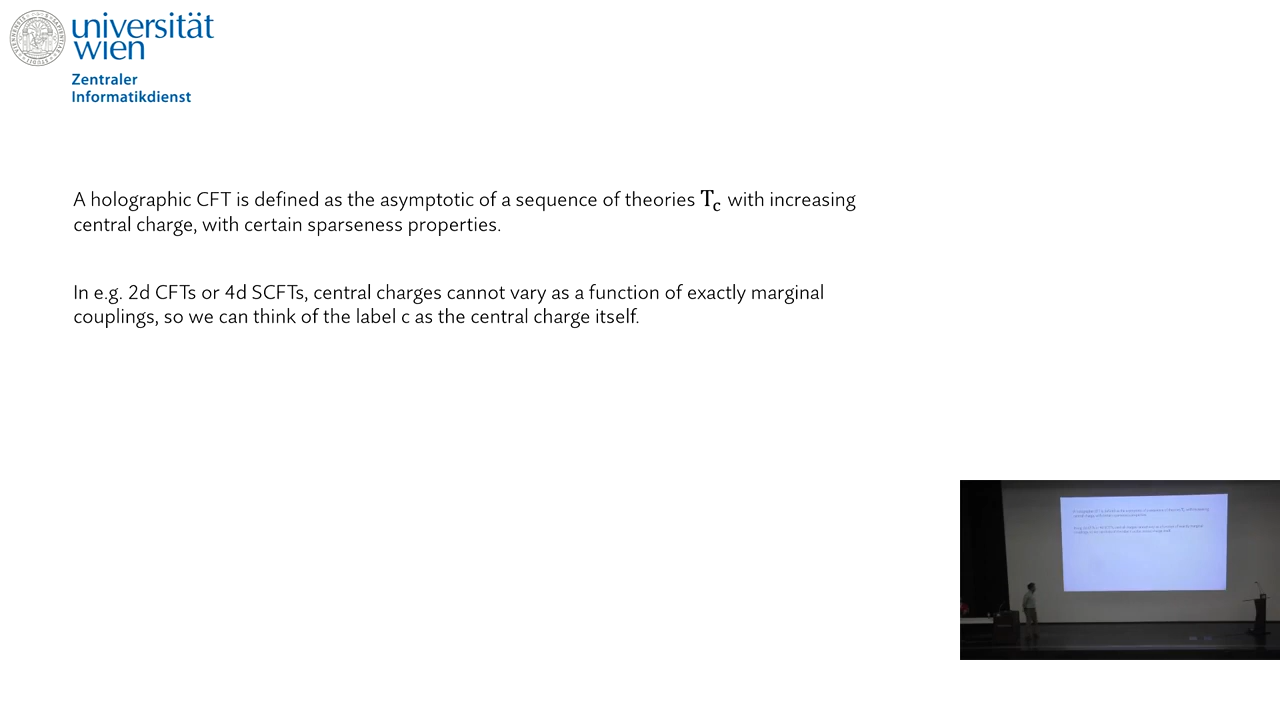 universität
wien
Zentraler
Informatikdienst
A holographic CFT is defined as the asymptotic of a sequence of theories T_c with increasing
central charge, with certain sparseness properties.
In e.g. 2d CFTs or 4d SCFTs, central charges cannot vary as a function of exactly marginal
couplings, so we can think of the label c as the central charge itself.